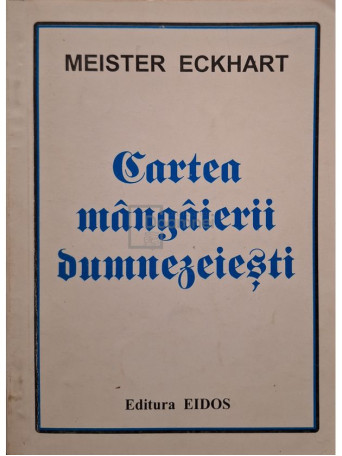 MEISTER ECKHART
Cartea
mângâierii
dumnezeiești
Editura EIDOS